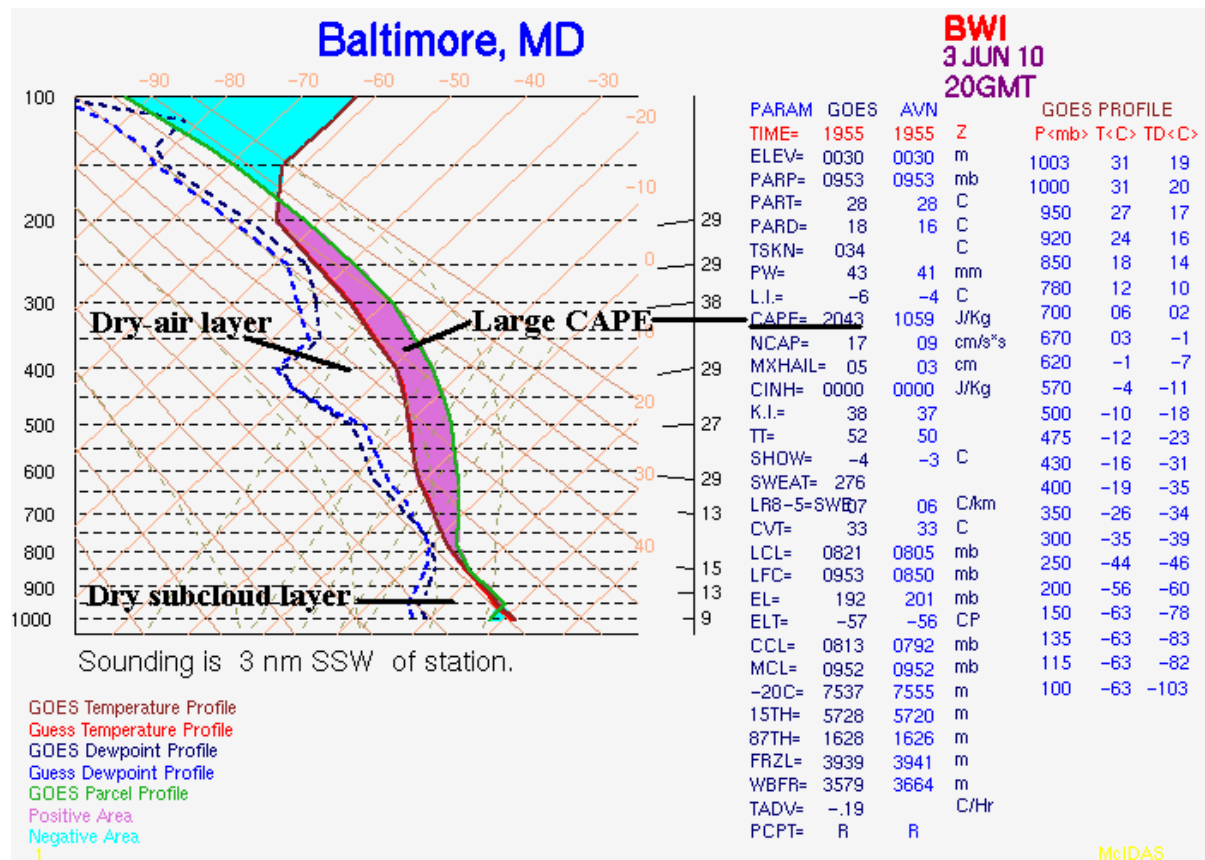 Baltimore, MD
BWI
3 JUN 10
20GMT
-90 -80 -70 -60 -50 -40 -30
-20
-10
0
10
20
30
40
100
200
300
400
500
600
700
800
900
1000
29
29
38
29
27
29
13
15
13
9
Dry-air layer
Large CAPE
Dry subcloud layer
Sounding is 3 nm SSW of station.
GOES Temperature Profile
Guess Temperature Profile
GOES Dewpoint Profile
Guess Dewpoint Profile
GOES Parcel Profile
Positive Area
Negative Area
1
PARAM GOES AVN
TIME= 1955 1955 Z
ELEV= 0030 0030 m
PARP= 0953 0953 mb
PART= 28 28 C
PARD= 18 16 C
TSKN= 034 C
PW= 43 41 mm
L.I.= -6 -4 C
CAPE= 2043 1059 J/Kg
NCAP= 17 09 cm/s*s
MXHAIL= 05 03 cm
CINH= 0000 0000 J/Kg
K.I.= 38 37
TT= 52 50
SHOW= -4 -3 C
SWEAT= 276
LR8-5=SWE07 06 C/km
CVT= 33 33 C
LCL= 0821 0805 mb
LFC= 0953 0850 mb
EL= 192 201 mb
ELT= -57 -56 CP
CCL= 0813 0792 mb
MCL= 0952 0952 mb
-20C= 7537 7555 m
15TH= 5728 5720 m
87TH= 1628 1626 m
FRZL= 3939 3941 m
WBFR= 3579 3664 m
TADV= -.19 C/Hr
PCPT= R R
GOES PROFILE
P<mb> T<C> TD<C>
1003 31 19
1000 31 20
950 27 17
920 24 16
850 18 14
780 12 10
700 06 02
670 03 -1
620 -1 -7
570 -4 -11
500 -10 -18
475 -12 -23
430 -16 -31
400 -19 -35
350 -26 -34
300 -35 -39
250 -44 -46
200 -56 -60
150 -63 -78
135 -63 -83
115 -63 -82
100 -63 -103
McIDAS